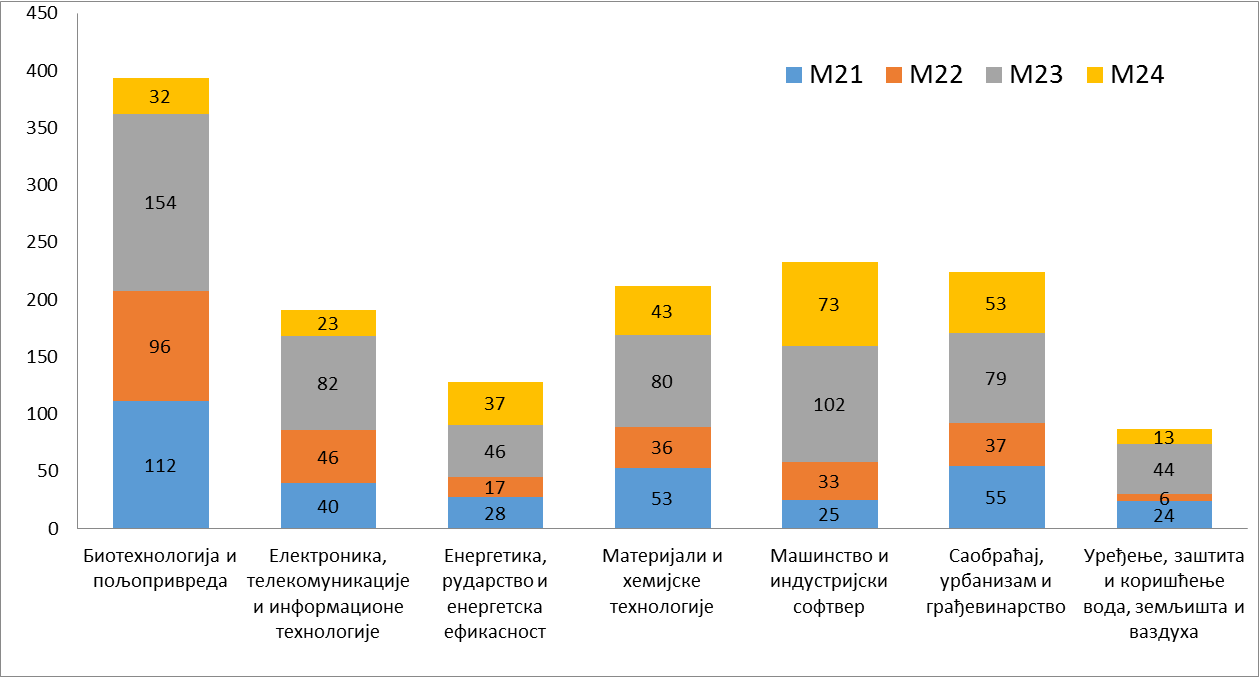 450
400
350
300
250
200
150
100
50
0
M21 M22 M23 M24
32
154
96
112
23
82
46
40
37
46
17
28
43
80
36
53
73
102
33
25
53
79
37
55
13
44
6
24
Биотехнологија и
пољопривреда
Електроника,
телекомуникације
и информационе
технологије
Енергетика,
рударство и
енергетска
ефикасност
Материјали и
хемијске
технологије
Машинство и
индустријски
софтвер
Саобраћај,
урбанизам и
грађевинарство
Уређење, заштита
и коришћење
вода, земљишта и
ваздуха